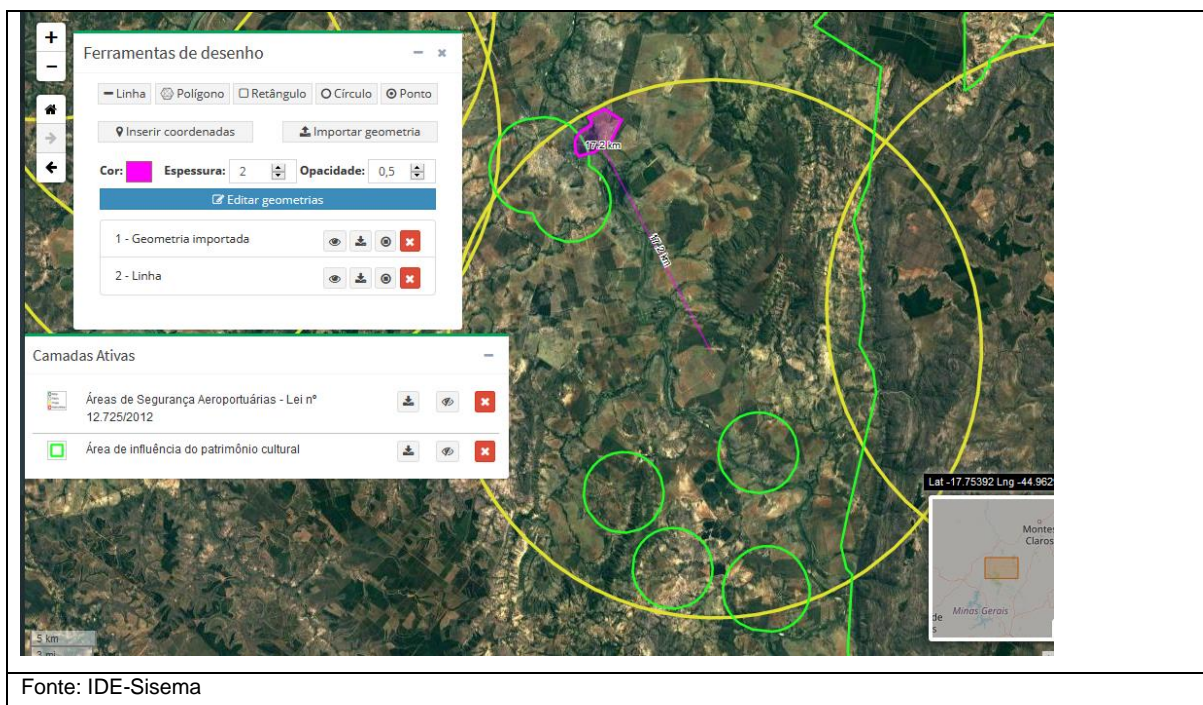 +
−
Ferramentas de desenho
Linha Polígono Retângulo Círculo Ponto
Inserir coordenadas Importar geometria
Cor: Espessura: 2 Opacidade: 0,5
Editar geometrias
1 - Geometria importada
2 - Linha
17.2 km
17.2 km
Camadas Ativas
Áreas de Segurança Aeroportuárias - Lei nº
12.725/2012
Área de influência do patrimônio cultural
Lat -17.75392 Lng -44.962
Montes
Claros
Minas Gerais
5 km
3 mi
Fonte: IDE-Sisema